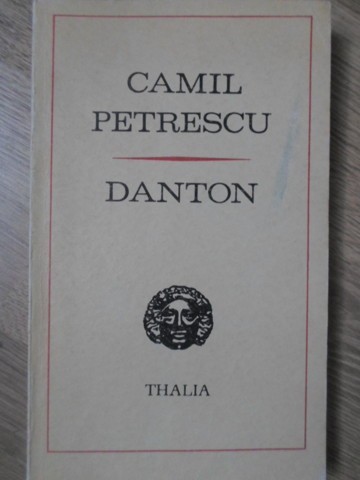 CAMIL
PETRESCU
DANTON
THALIA